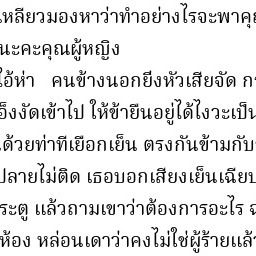 เหลียวมองหาว่าทำอย่างไรจะพาคุณ
นะคะคุณผู้หญิง
ไอ้ห่า คนข้างนอกยิ่งหัวเสียจัด ก
อึ๋งงัดเข้าไป ให้ข้ายืนอยู่ได้ไงวะเป็น
ด้วยท่าทีเยือกเย็น ตรงกันข้ามกับ
ปลายไม่ติด เธอบอกเสียงเย็นเฉียบ
ระตู แล้วถามเขาว่าต้องการอะไร
ห้อง หล่อนเดาว่าคงไม่ใช่ผู้ร้ายแล้ว